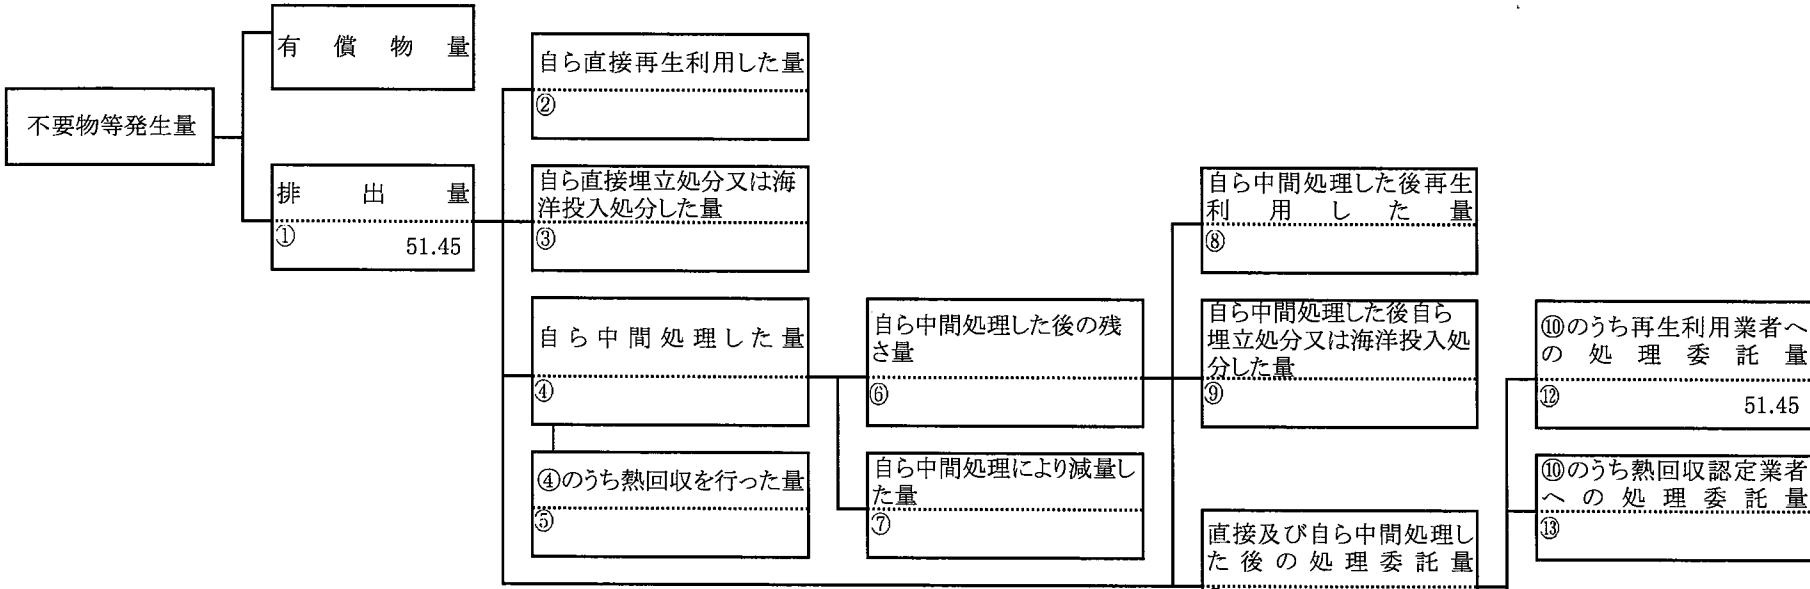 有償物量
不要物等発生量
排出量
①
51.45
自ら直接再生利用した量
②
自ら直接埋立処分又は海
洋投入処分した量
③
自ら中間処理した量
④
④のうち熱回収を行った量
⑤
自ら中間処理した後の残
さ量
⑥
自ら中間処理により減量し
た量
⑦
自ら中間処理した後再生
利用した量
⑧
自ら中間処理した後自ら
埋立処分又は海洋投入処
分した量
⑨
直接及び自ら中間処理し
た後の処理委託量
⑩のうち再生利用業者へ
の処理委託量
⑫
51.45
⑩のうち熱回収認定業者
への処理委託量
⑬